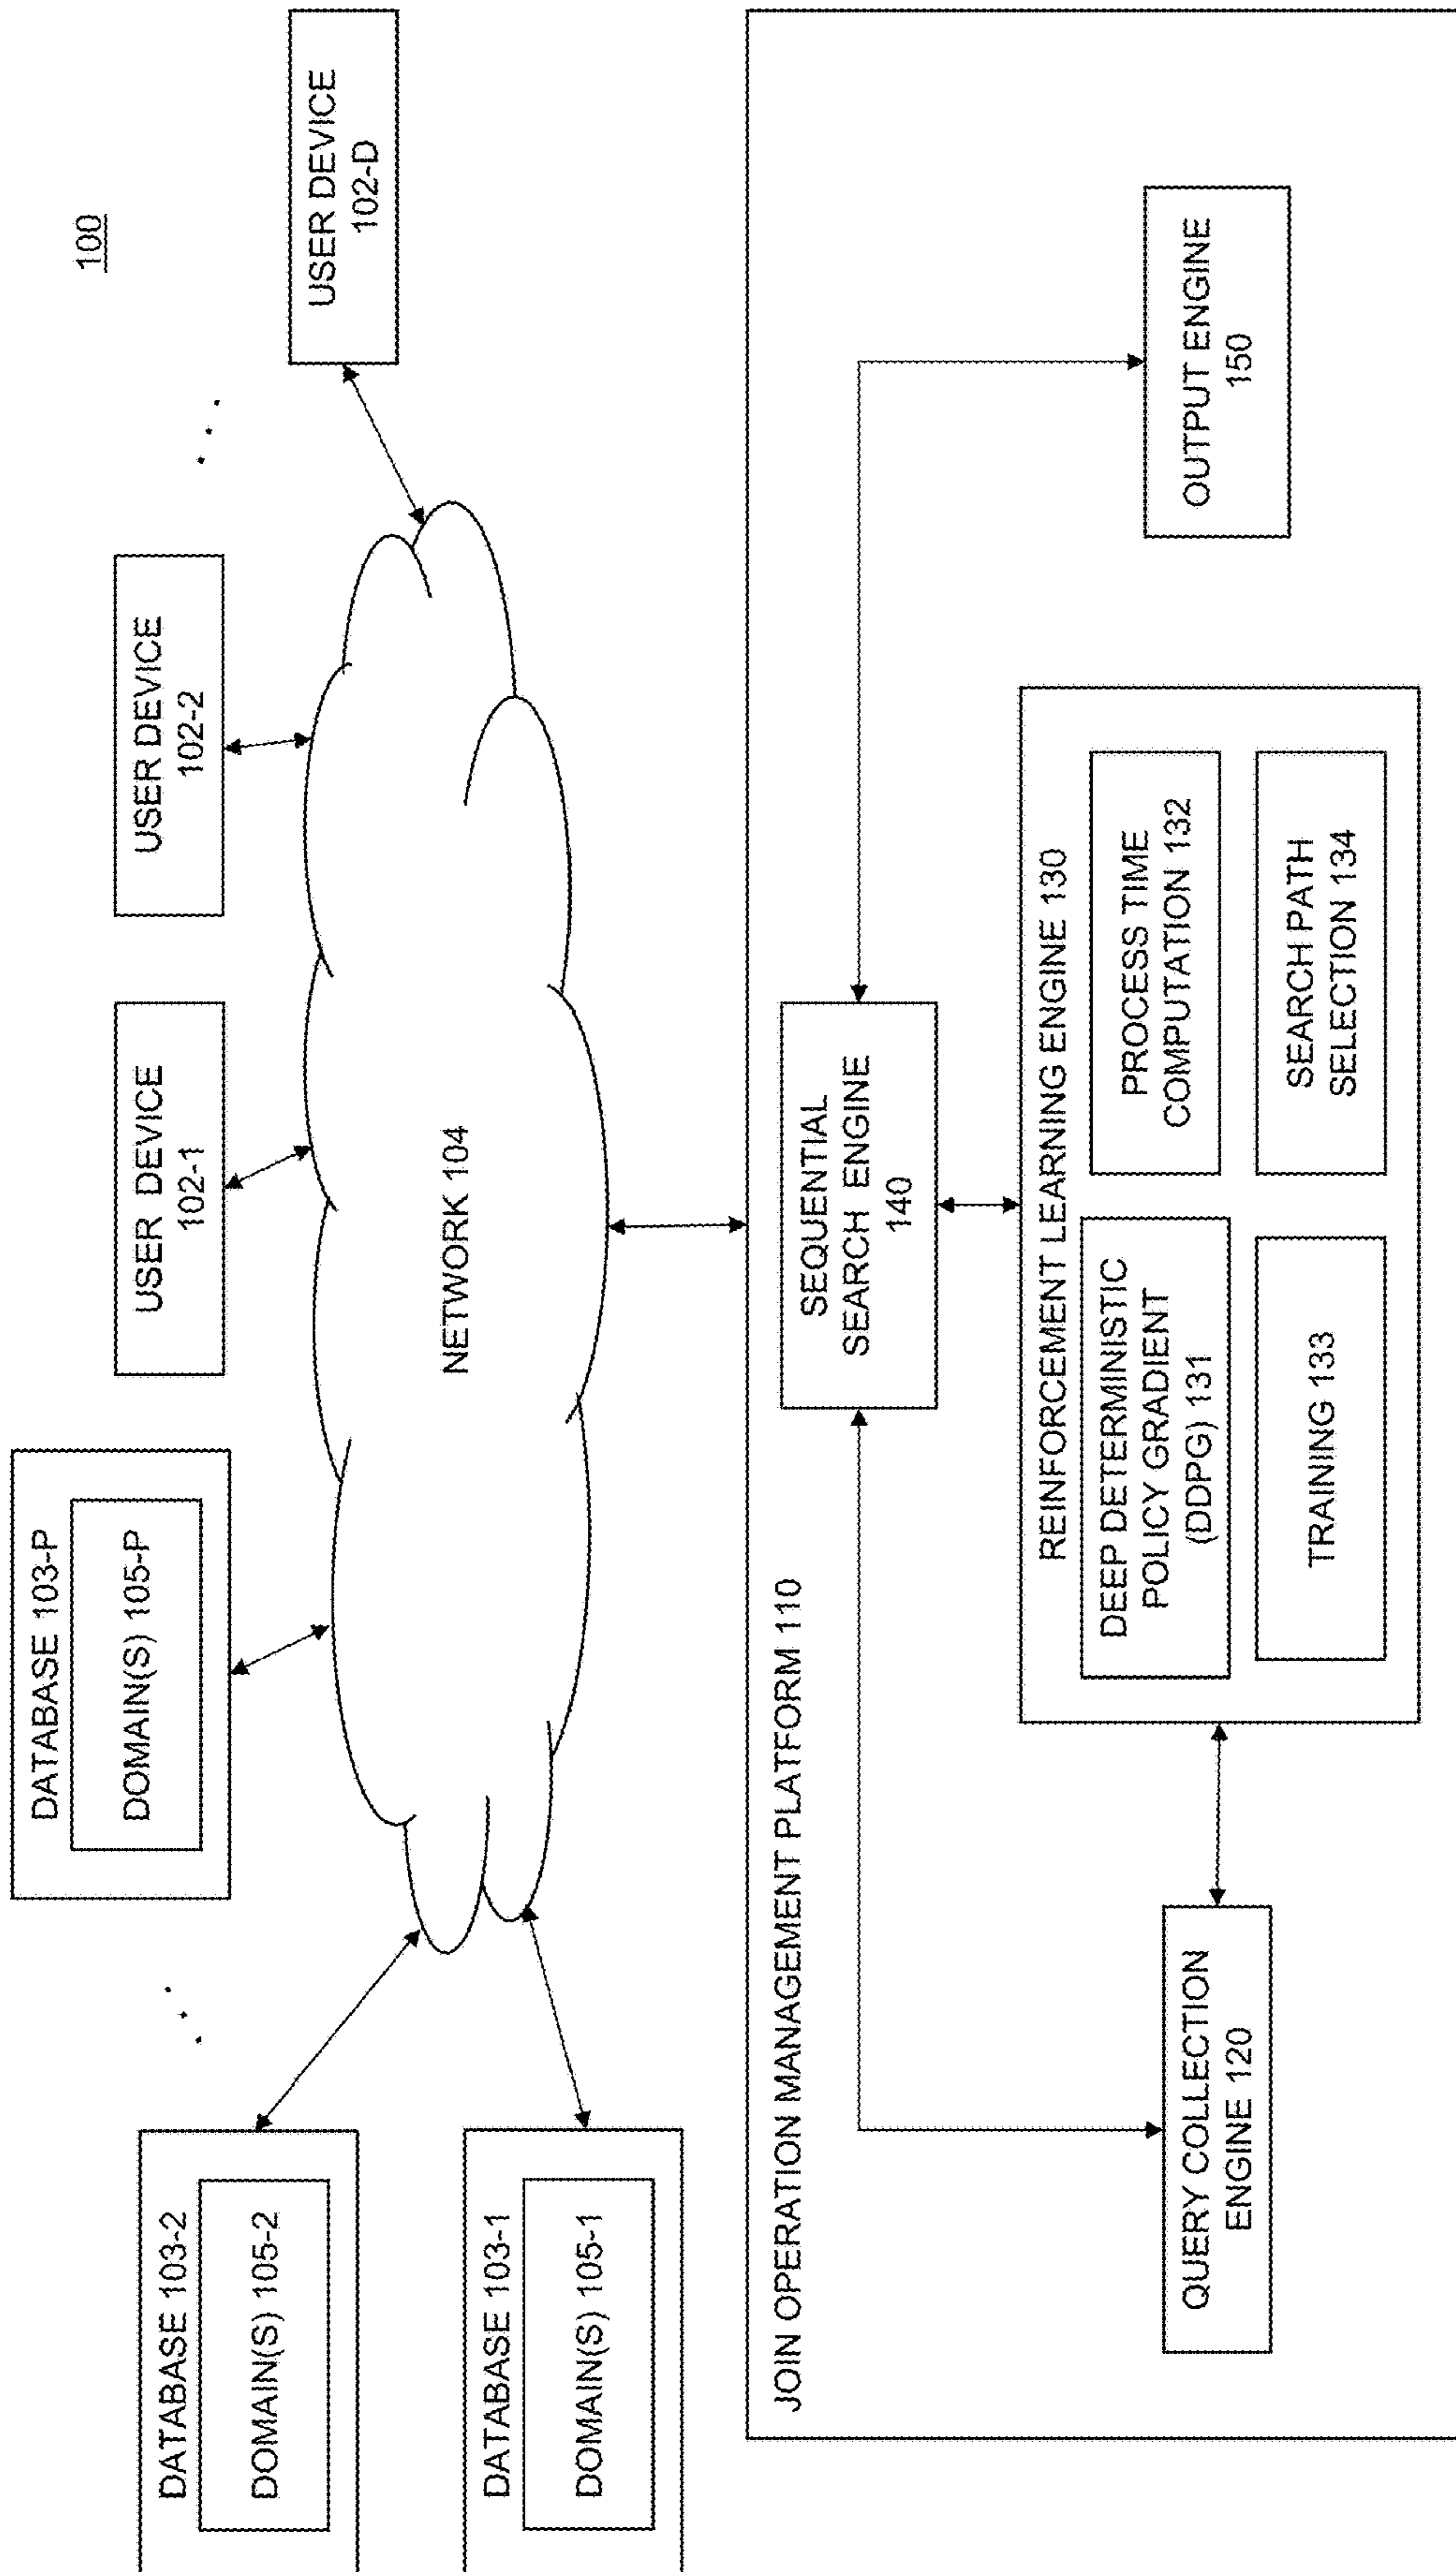 100
DATABASE 103-2
DOMAIN(S) 105-2
DATABASE 103-1
DOMAIN(S) 105-1
DATABASE 103-P
DOMAIN(S) 105-P
USER DEVICE
102-1
USER DEVICE
102-2
USER DEVICE
102-D
NETWORK 104
JOIN OPERATION MANAGEMENT PLATFORM 110
SEQUENTIAL
SEARCH ENGINE
140
QUERY COLLECTION
ENGINE 120
REINFORCEMENT LEARNING ENGINE 130
DEEP DETERMINISTIC
POLICY GRADIENT
(DDPG) 131
PROCESS TIME
COMPUTATION 132
TRAINING 133
SEARCH PATH
SELECTION 134
OUTPUT ENGINE
150